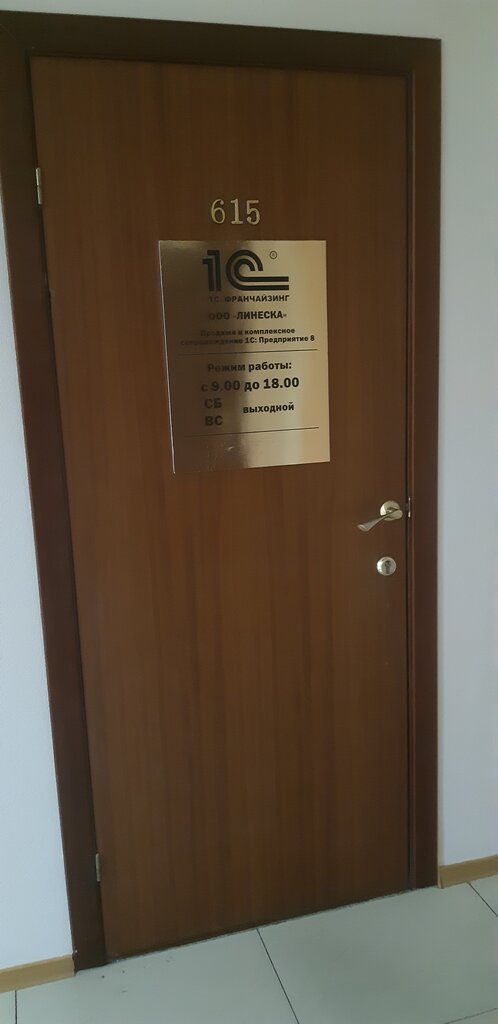 615
1C ®
1С: ФРАНЧАЙЗИНГ
ООО «ЛИНЕСКА»
Продажа и комплексное
сопровождение 1С: Предприятие 8
Режим работы:
с 9.00 до 18.00
СБ
выходной
ВС